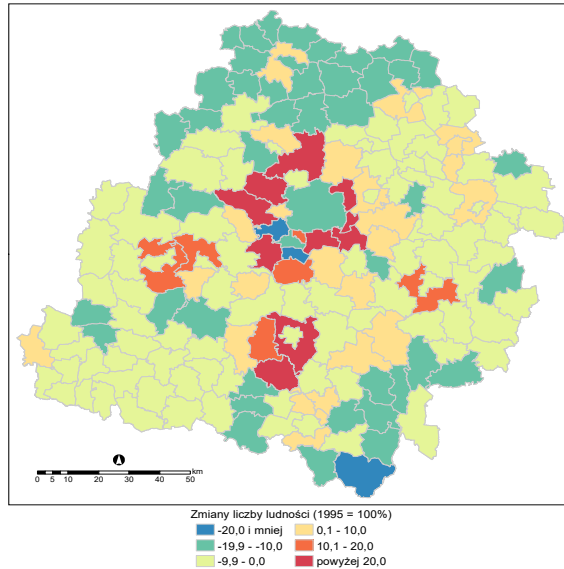 km
0 5 10 20 30 40 50
Zmiany liczby ludności (1995 = 100%)
-20,0 i mniej 0,1 - 10,0
-19,9 - -10,0 10,1 - 20,0
-9,9 - 0,0 powyżej 20,0